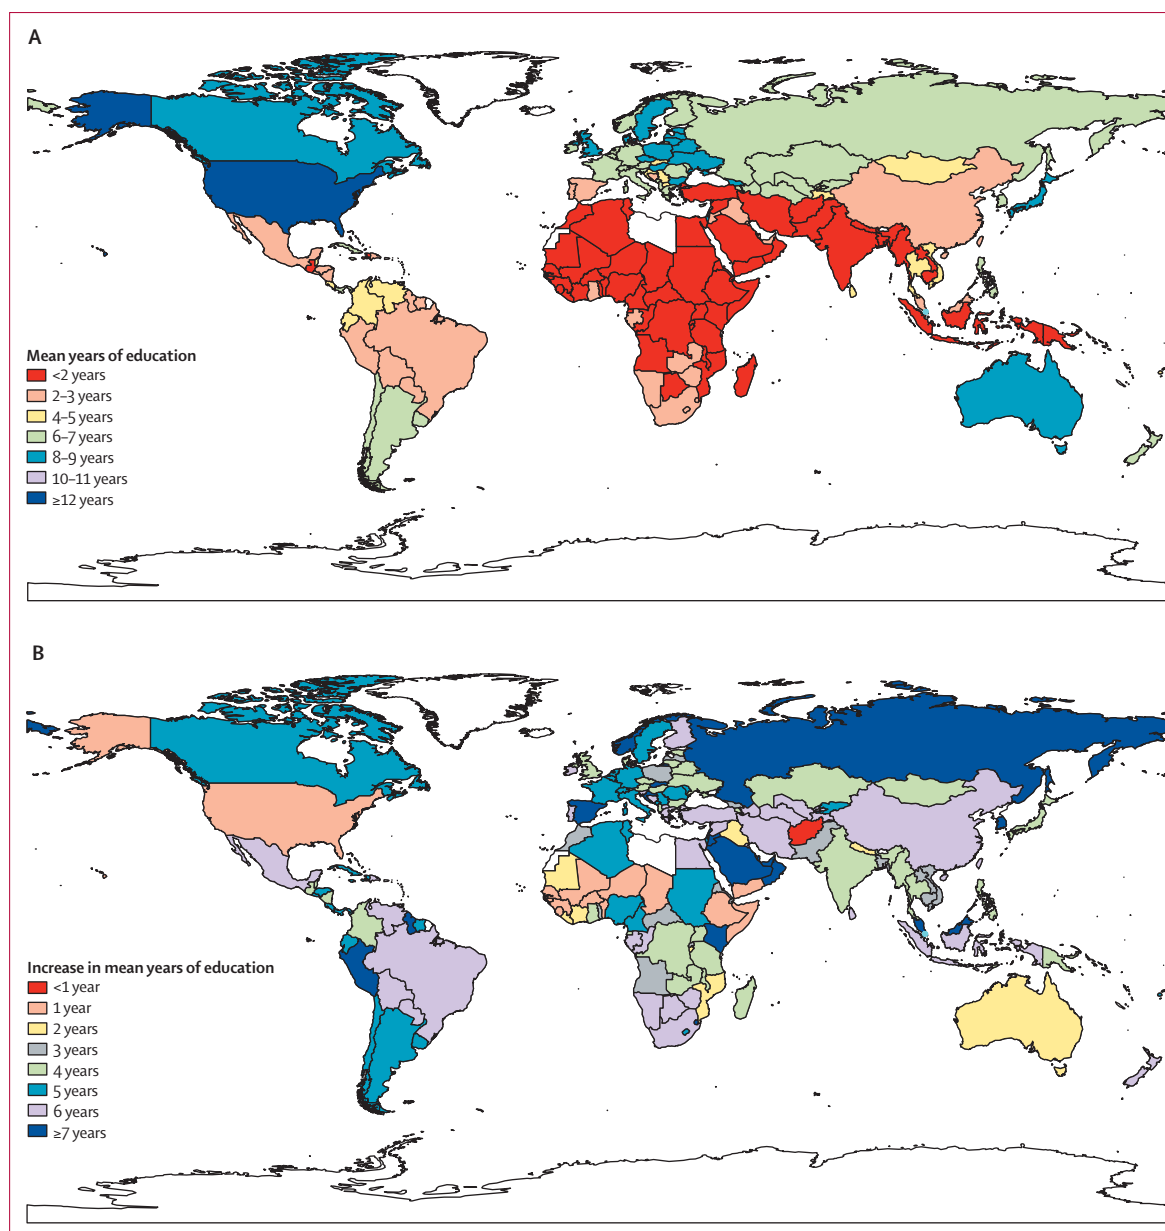 A
Mean years of education
<2 years
2–3 years
4–5 years
6–7 years
8–9 years
10–11 years
≥12 years
B
Increase in mean years of education
<1 year
1 year
2 years
3 years
4 years
5 years
6 years
≥7 years